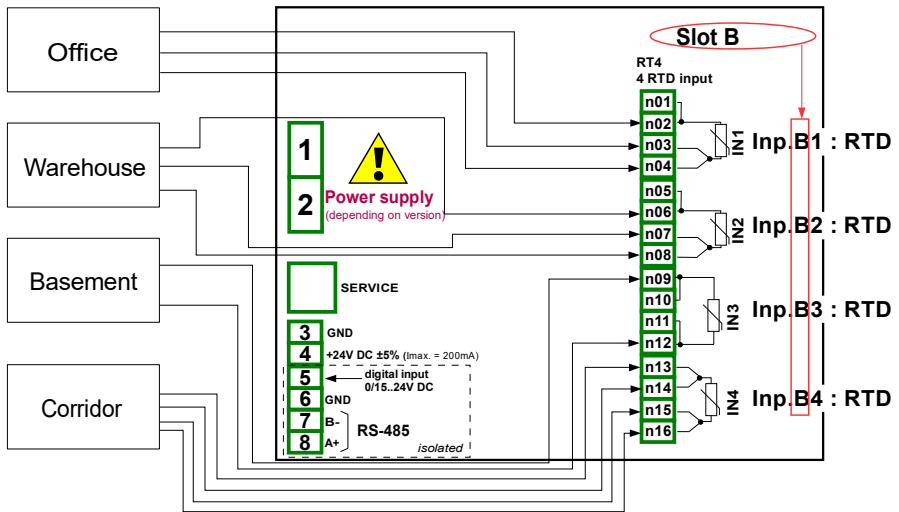 Office
Warehouse
Basement
Corridor
1
2
Power supply
(depending on version)
SERVICE
3 GND
4 +24V DC ±5% (Imax. = 200mA)
5 digital input
0/15..24V DC
6 GND
7 B-
RS-485
8 A+
isolated
Slot B
RT4
4 RTD input
n01
n02
n03
n04
n05
n06
n07
n08
n09
n10
n11
n12
n13
n14
n15
n16
IN1
Inp.B1 : RTD
IN2
Inp.B2 : RTD
IN3
Inp.B3 : RTD
IN4
Inp.B4 : RTD